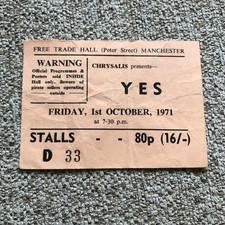 FREE TRADE HALL (Peter Street) MANCHESTER
WARNING
Official Programmes &
Posters sold INSIDE
Hall only. Beware of
pirate sellers operating
outside
CHRYSALIS presents—
YES
FRIDAY, 1st OCTOBER, 1971
at 7-30 p.m.
STALLS - - 80p (16/-)
D 33